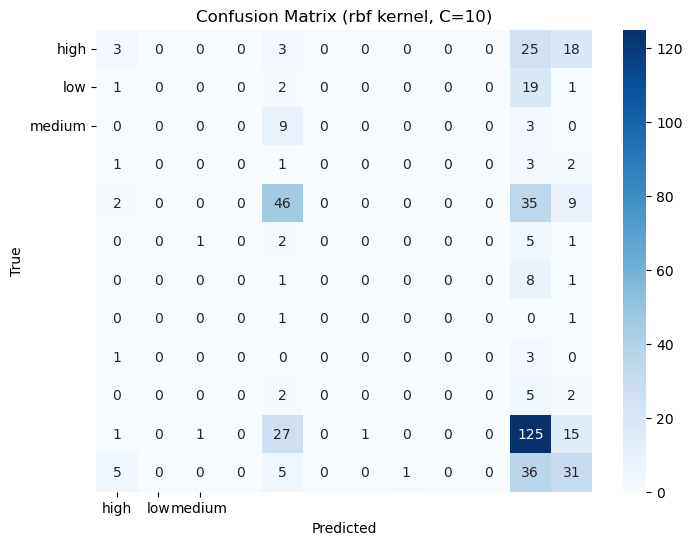 Confusion Matrix (rbf kernel, C=10)
high 3 0 0 0 3 0 0 0 0 0 25 18
low 1 0 0 0 2 0 0 0 0 0 19 1
medium 0 0 0 0 9 0 0 0 0 0 3 0
1 0 0 0 1 0 0 0 0 0 3 2
2 0 0 0 46 0 0 0 0 0 35 9
0 0 1 0 2 0 0 0 0 0 5 1
0 0 0 0 1 0 0 0 0 0 8 1
0 0 0 0 1 0 0 0 0 0 0 1
1 0 0 0 0 0 0 0 0 0 3 0
0 0 0 0 2 0 0 0 0 0 5 2
1 0 1 0 27 0 1 0 0 0 125 15
5 0 0 0 5 0 0 1 0 0 36 31
high low medium
Predicted
True
120
100
80
60
40
20
0